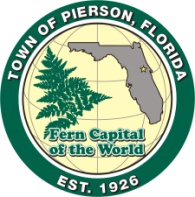 TOWN OF PIERSON, FLORIDA
Fern Capital
of the World
EST. 1926